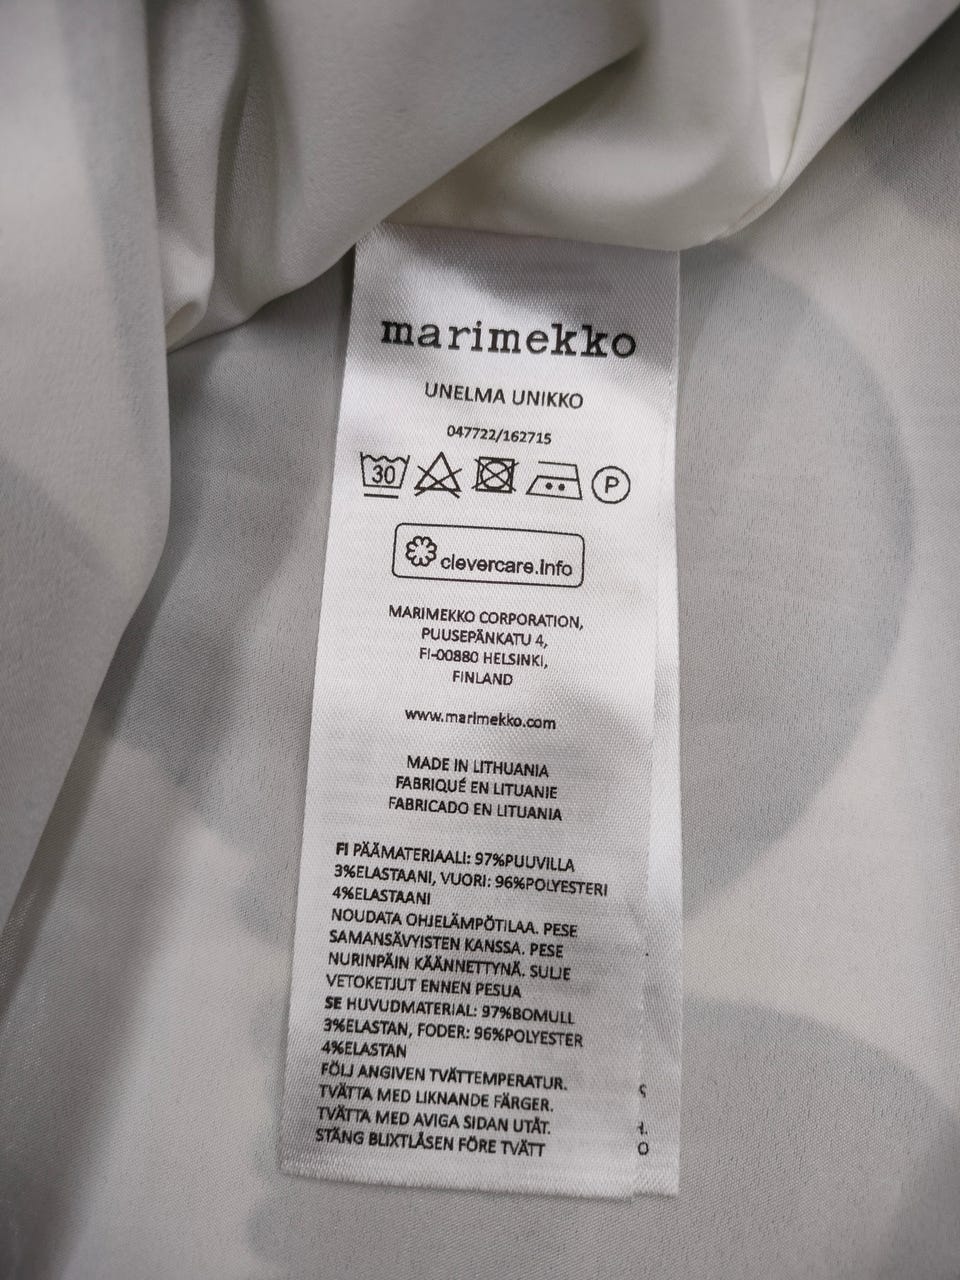 marimekko
UNELMA UNIKKO
047722/162715
30 P
clevercare.info
MARIMEKKO CORPORATION,
PUUSEPÄNKATU 4,
FI-00880 HELSINKI,
FINLAND
www.marimekko.com
MADE IN LITHUANIA
FABRIQUÉ EN LITUANIE
FABRICADO EN LITUANIA
FI PÄÄMATERIAALI: 97%PUUVILLA
3%ELASTAANI, VUORI: 96%POLYESTERI
4%ELASTAANI
NOUDATA OHJELÄMPÖTILAA. PESE
SAMANSÄVYISTEN KANSSA. PESE
NURINPÄIN KÄÄNNETTYNÄ. SULJE
VETOKETJUT ENNEN PESUA
SE HUVUDMATERIAL: 97%BOMULL
3%ELASTAN, FODER: 96%POLYESTER
4%ELASTAN
FÖLJ ANGIVEN TVÄTTEMPERATUR.
TVÄTTA MED LIKNANDE FÄRGER.
TVÄTTA MED AVIGA SIDAN UTÅT.
STÄNG BLIXTLÅSEN FÖRE TVÄTT